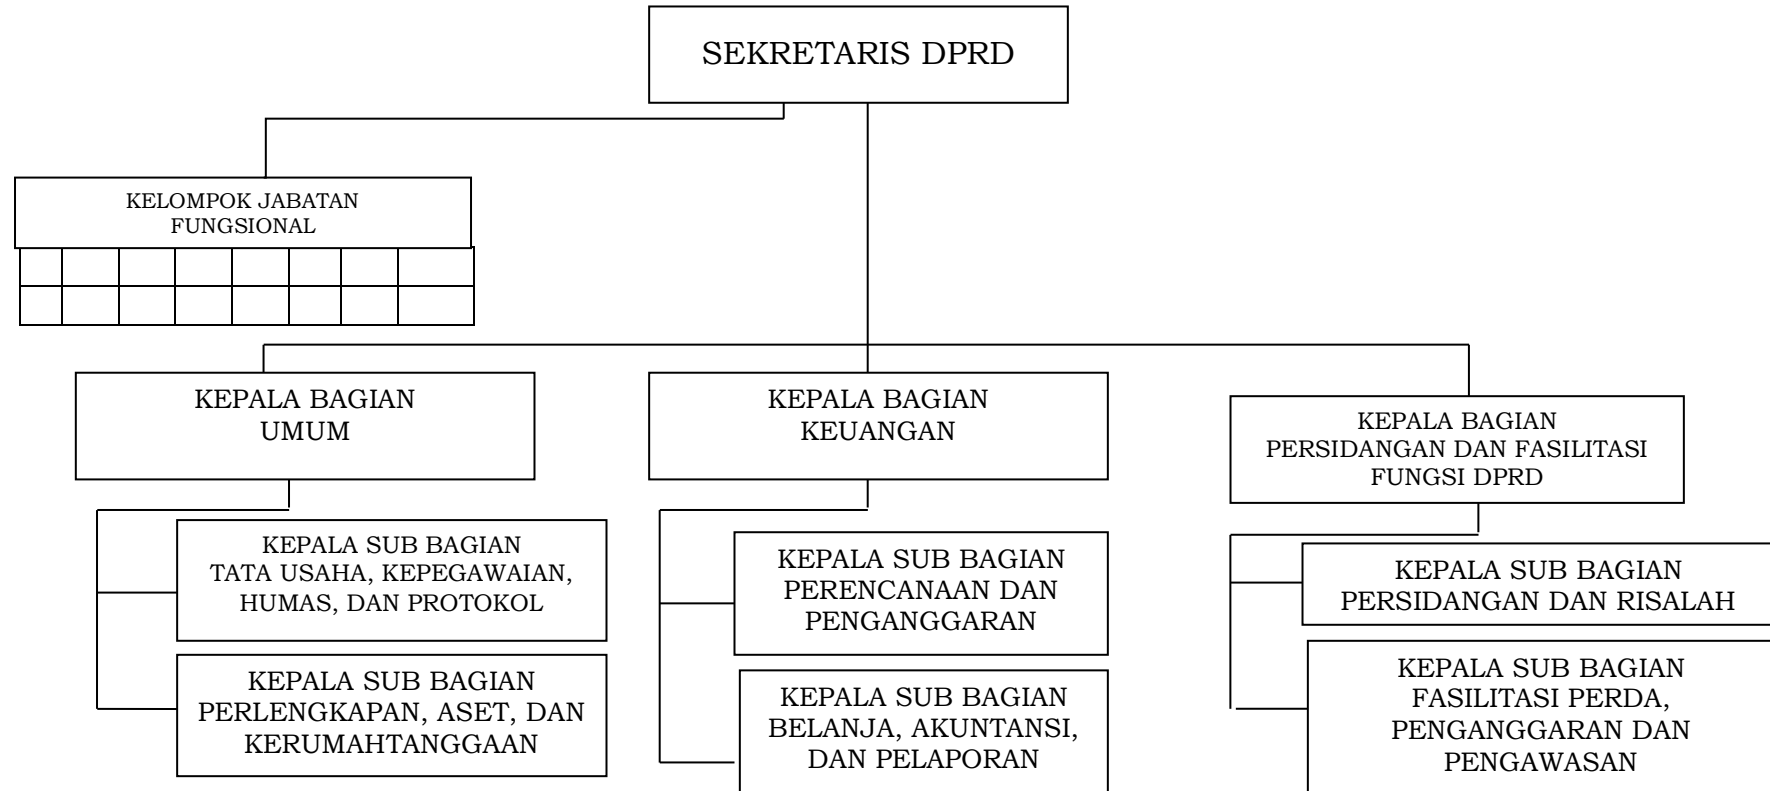 SEKRETARIS DPRD
KELOMPOK JABATAN
FUNGSIONAL
KEPALA BAGIAN
UMUM
KEPALA BAGIAN
KEUANGAN
KEPALA BAGIAN
PERSIDANGAN DAN FASILITASI
FUNGSI DPRD
KEPALA SUB BAGIAN
TATA USAHA, KEPEGAWAIAN,
HUMAS, DAN PROTOKOL
KEPALA SUB BAGIAN
PERLENGKAPAN, ASET, DAN
KERUMAHTANGGAAN
KEPALA SUB BAGIAN
PERENCANAAN DAN
PENGANGGARAN
KEPALA SUB BAGIAN
BELANJA, AKUNTANSI,
DAN PELAPORAN
KEPALA SUB BAGIAN
PERSIDANGAN DAN RISALAH
KEPALA SUB BAGIAN
FASILITASI PERDA,
PENGANGGARAN DAN
PENGAWASAN